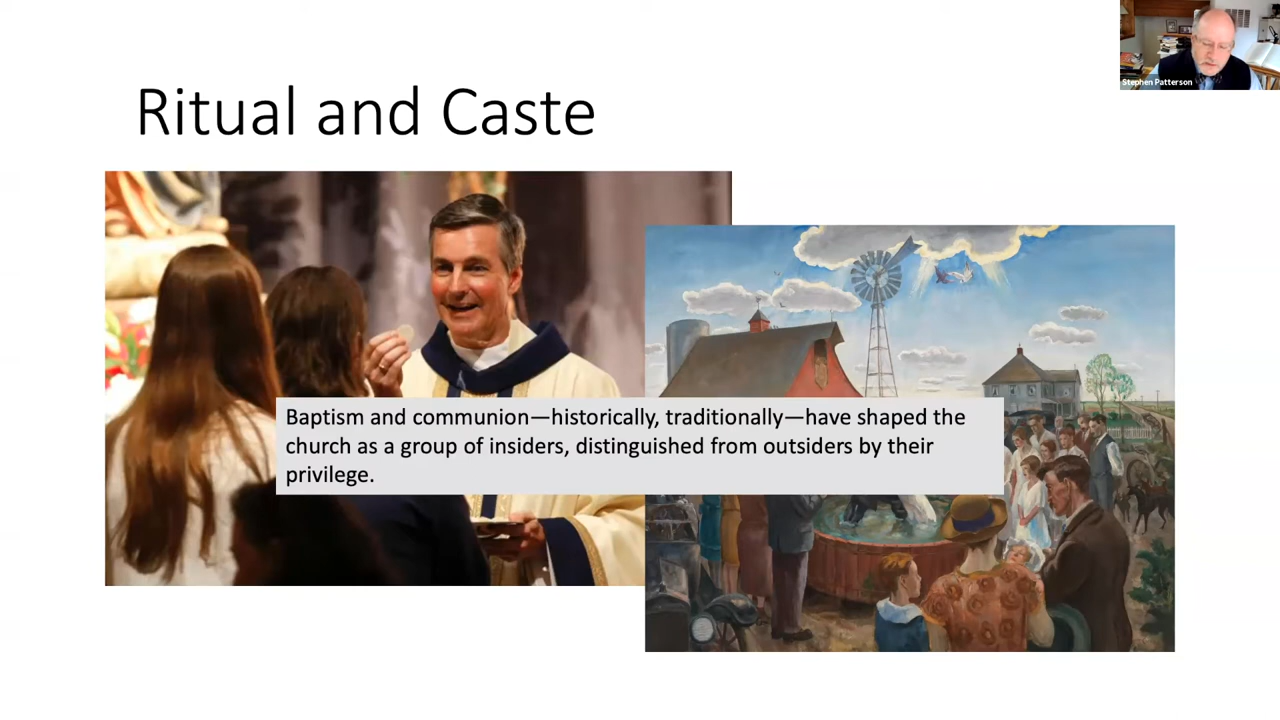 Stephen Patterson
Ritual and Caste
Baptism and communion—historically, traditionally—have shaped the
church as a group of insiders, distinguished from outsiders by their
privilege.